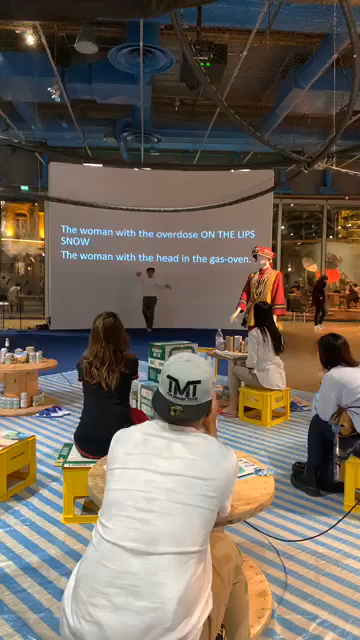 The woman with the overdose ON THE LIPS
SNOW
The woman with the head in the gas-oven.
TMT